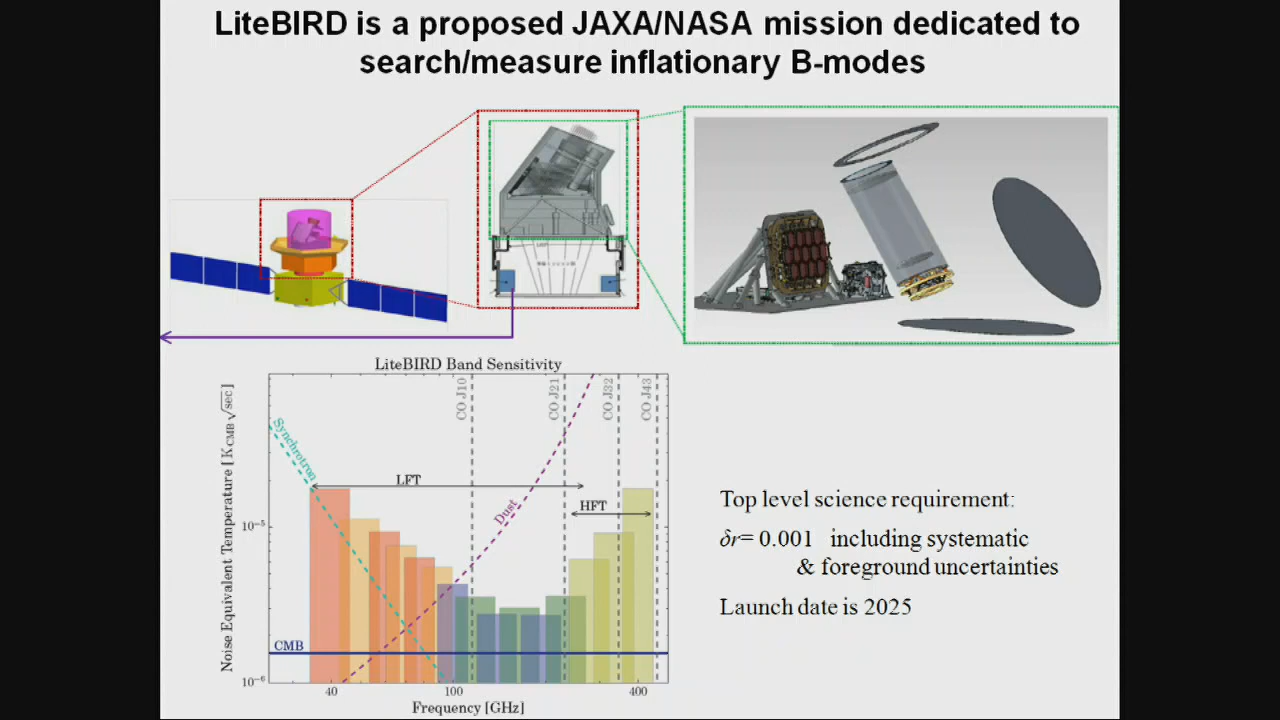 LiteBIRD is a proposed JAXA/NASA mission dedicated to
search/measure inflationary B-modes
LiteBIRD Band Sensitivity
Noise Equivalent Temperature [K_CMB √sec]
10⁻⁵
10⁻⁶
Synchrotron
LFT
Dust
HFT
CO J10
CO J21
CO J32
CO J43
CMB
40
100
400
Frequency [GHz]
Top level science requirement:
δr= 0.001 including systematic
& foreground uncertainties
Launch date is 2025